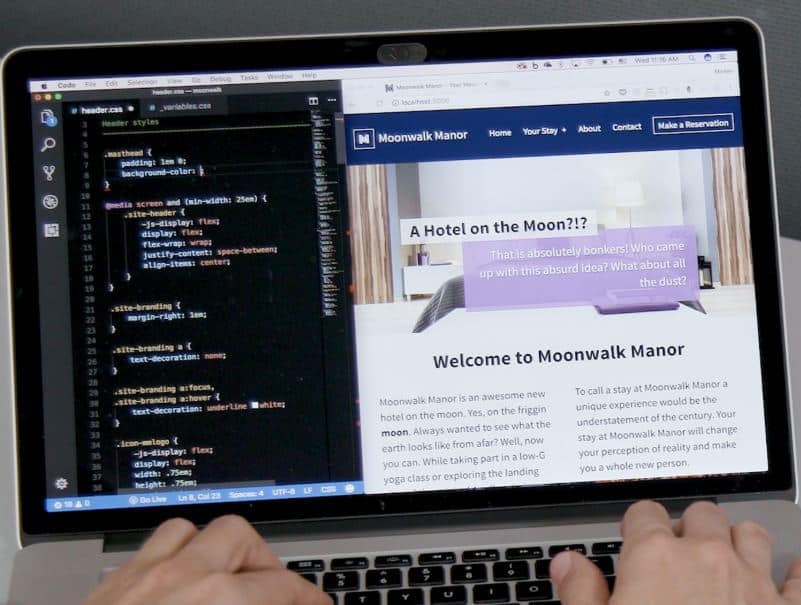 Code File Edit Selection View Go Debug Tasks Window Help
Wed 11:16 AM
header.css — moonwalk
header.css
_variables.css
Header styles
.masthead {
padding: 1em 0;
background-color: ;
}
@media screen and (min-width: 25em) {
.site-header {
-js-display: flex;
display: flex;
flex-wrap: wrap;
justify-content: space-between;
align-items: center;
}
}
.site-branding {
margin-right: 1em;
}
.site-branding a {
text-decoration: none;
}
.site-branding a:focus,
.site-branding a:hover {
text-decoration: underline white;
}
.icon-mmlogo {
-js-display: flex;
display: flex;
width: .75em;
height: .75em;
Go Live Ln 8, Col 23 Spaces: 4 UTF-8 LF CSS
localhost:3000
Moonwalk Manor
Home Your Stay + About Contact Make a Reservation
A Hotel on the Moon?!?
That is absolutely bonkers! Who came
up with this absurd idea? What about all
the dust?
Welcome to Moonwalk Manor
Moonwalk Manor is an awesome new
hotel on the moon. Yes, on the friggin
moon. Always wanted to see what the
earth looks like from afar? Well, now
you can. While taking part in a low-G
yoga class or exploring the landing
To call a stay at Moonwalk Manor a
unique experience would be the
understatement of the century. Your
stay at Moonwalk Manor will change
your perception of reality and make
you a whole new person.